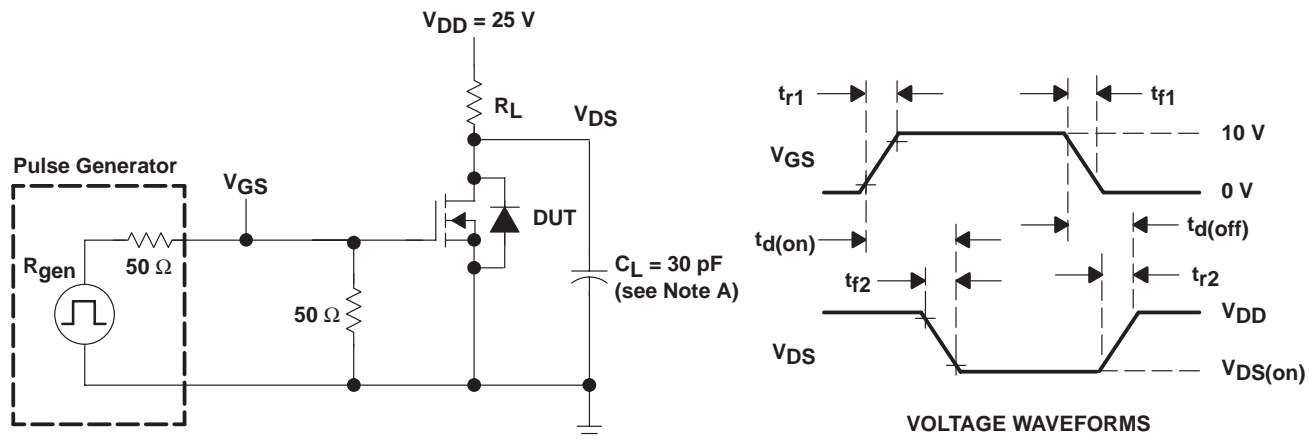 VDD = 25 V
RL
VDS
Pulse Generator
VGS
DUT
Rgen
50 Ω
50 Ω
CL = 30 pF
(see Note A)
tr1
tf1
10 V
VGS
0 V
td(on)
td(off)
tf2
tr2
VDD
VDS
VDS(on)
VOLTAGE WAVEFORMS